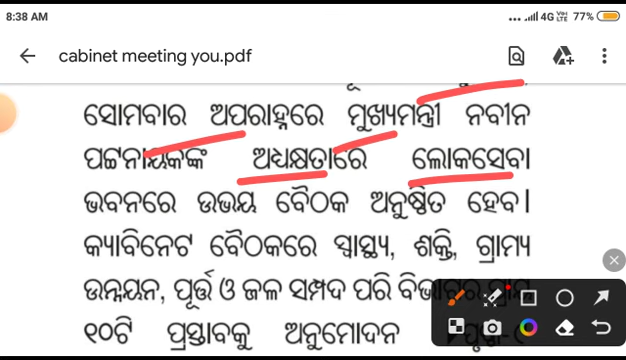 8:38 AM
4G VoLTE 77%
cabinet meeting you.pdf
ସୋମବାର ଅପରାହ୍ନରେ ମୁଖ୍ୟମନ୍ତ୍ରୀ ନବୀନ
ପଟ୍ଟନାୟକଙ୍କ ଅଧ୍ୟକ୍ଷତାରେ ଲୋକସେବା
ଭବନରେ ଉଭୟ ବୈଠକ ଅନୁଷ୍ଠିତ ହେବ।
କ୍ୟାବିନେଟ ବୈଠକରେ ସ୍ୱାସ୍ଥ୍ୟ, ଶକ୍ତି, ଗ୍ରାମ୍ୟ
ଉନ୍ନୟନ, ପୂର୍ତ୍ତ ଓ ଜଳ ସମ୍ପଦ ପରି ବିଭାଗର
୧୦ଟି ପ୍ରସ୍ତାବକୁ ଅନୁମୋଦନ